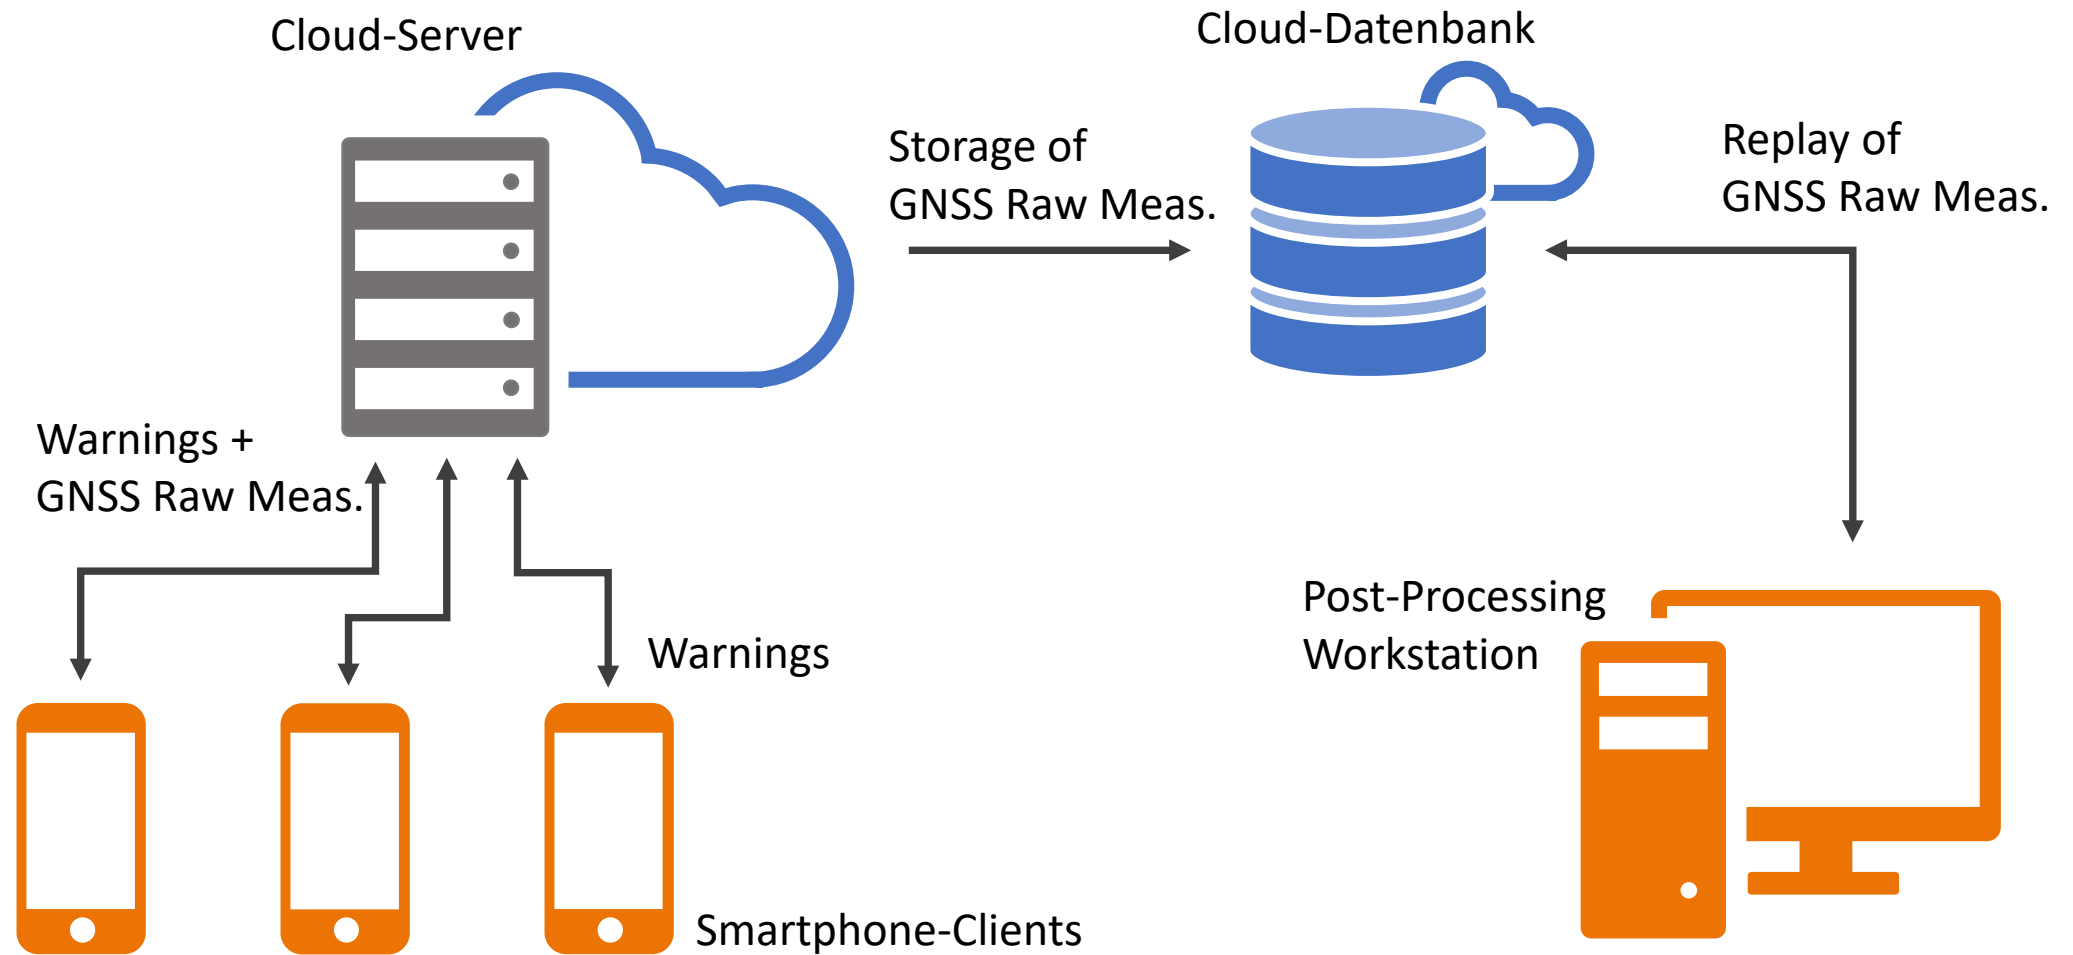 Cloud-Server
Cloud-Datenbank
Storage of
GNSS Raw Meas.
Replay of
GNSS Raw Meas.
Warnings +
GNSS Raw Meas.
Warnings
Post-Processing
Workstation
Smartphone-Clients